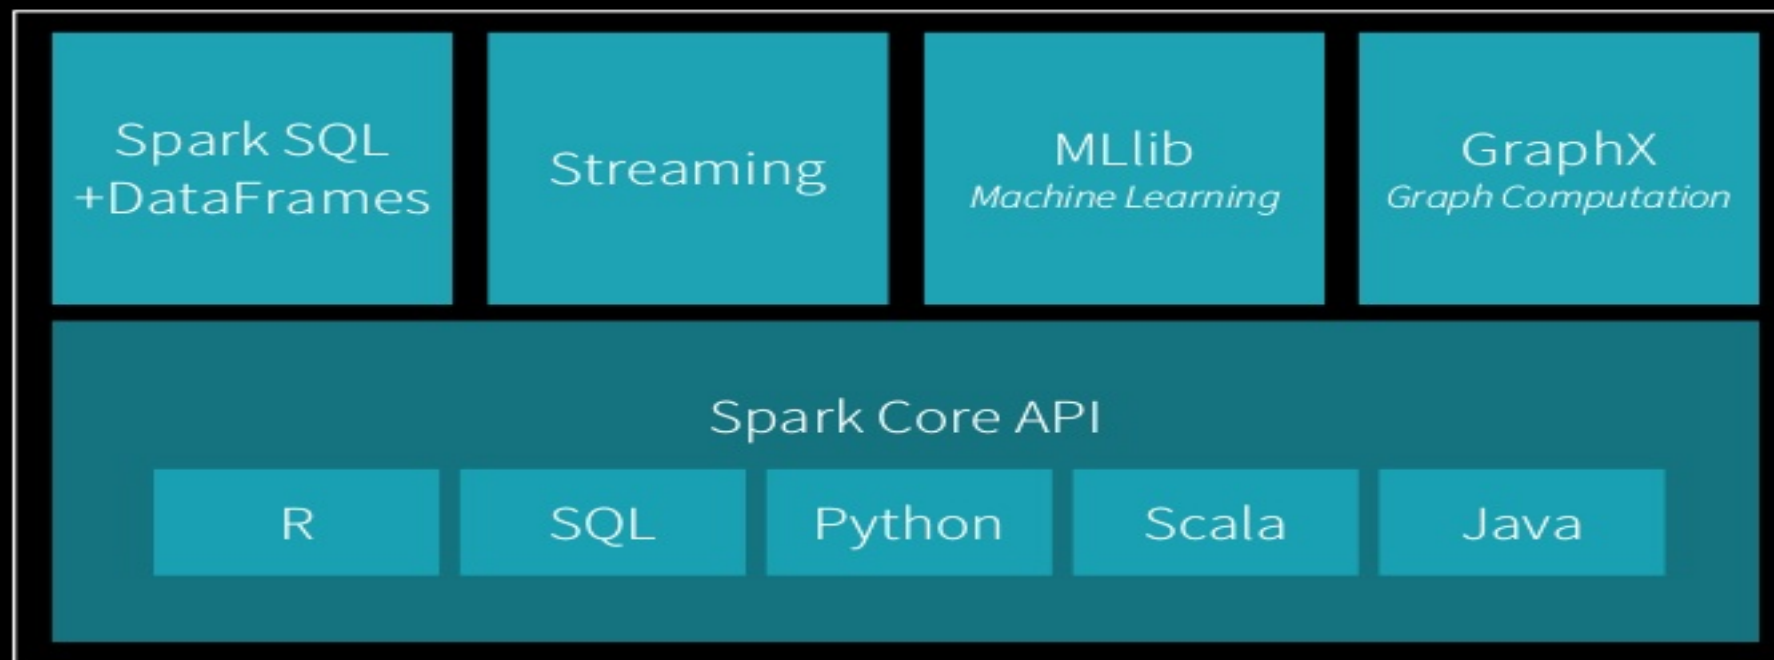 Spark SQL
+DataFrames
Streaming
MLlib
Machine Learning
GraphX
Graph Computation
Spark Core API
R
SQL
Python
Scala
Java